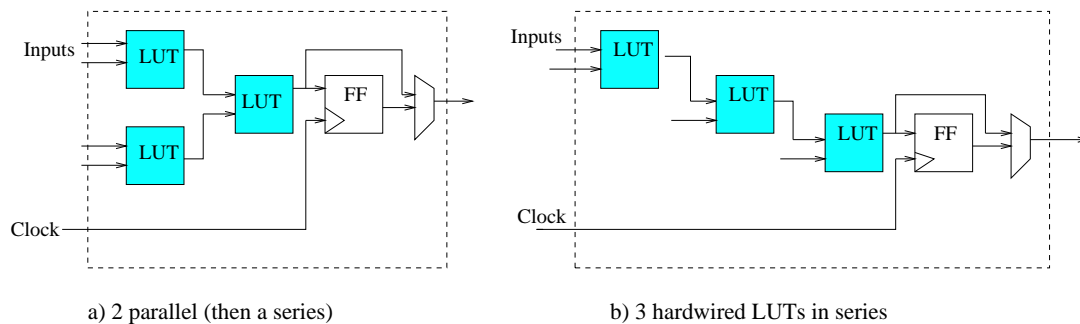 Inputs
LUT
LUT
LUT
FF
Clock
a) 2 parallel (then a series)
Inputs
LUT
LUT
LUT
FF
Clock
b) 3 hardwired LUTs in series